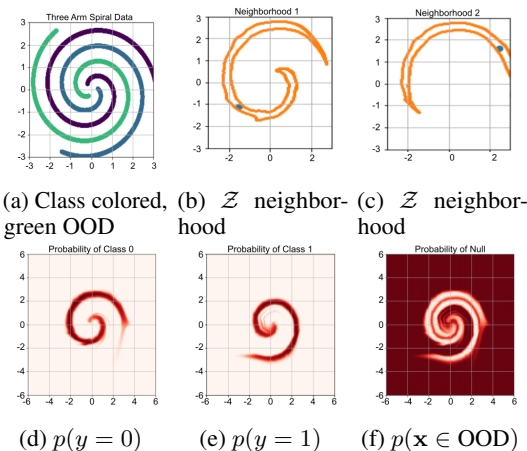 Three Arm Spiral Data
Neighborhood 1
Neighborhood 2
3
2
1
0
-1
-2
-3
-3 -2 -1 0 1 2 3
3
2
1
0
-1
-2
-3
-2 0 2
3
2
1
0
-1
-2
-3
-2 0 2
(a) Class colored, green OOD
(b) Z neighbor-
hood
(c) Z neighbor-
hood
Probability of Class 0
Probability of Class 1
Probability of Null
6
4
2
0
-2
-4
-6
-6 -4 -2 0 2 4 6
6
4
2
0
-2
-4
-6
-6 -4 -2 0 2 4 6
6
4
2
0
-2
-4
-6
-6 -4 -2 0 2 4 6
(d) p(y = 0)
(e) p(y = 1)
(f) p(x ∈ OOD)